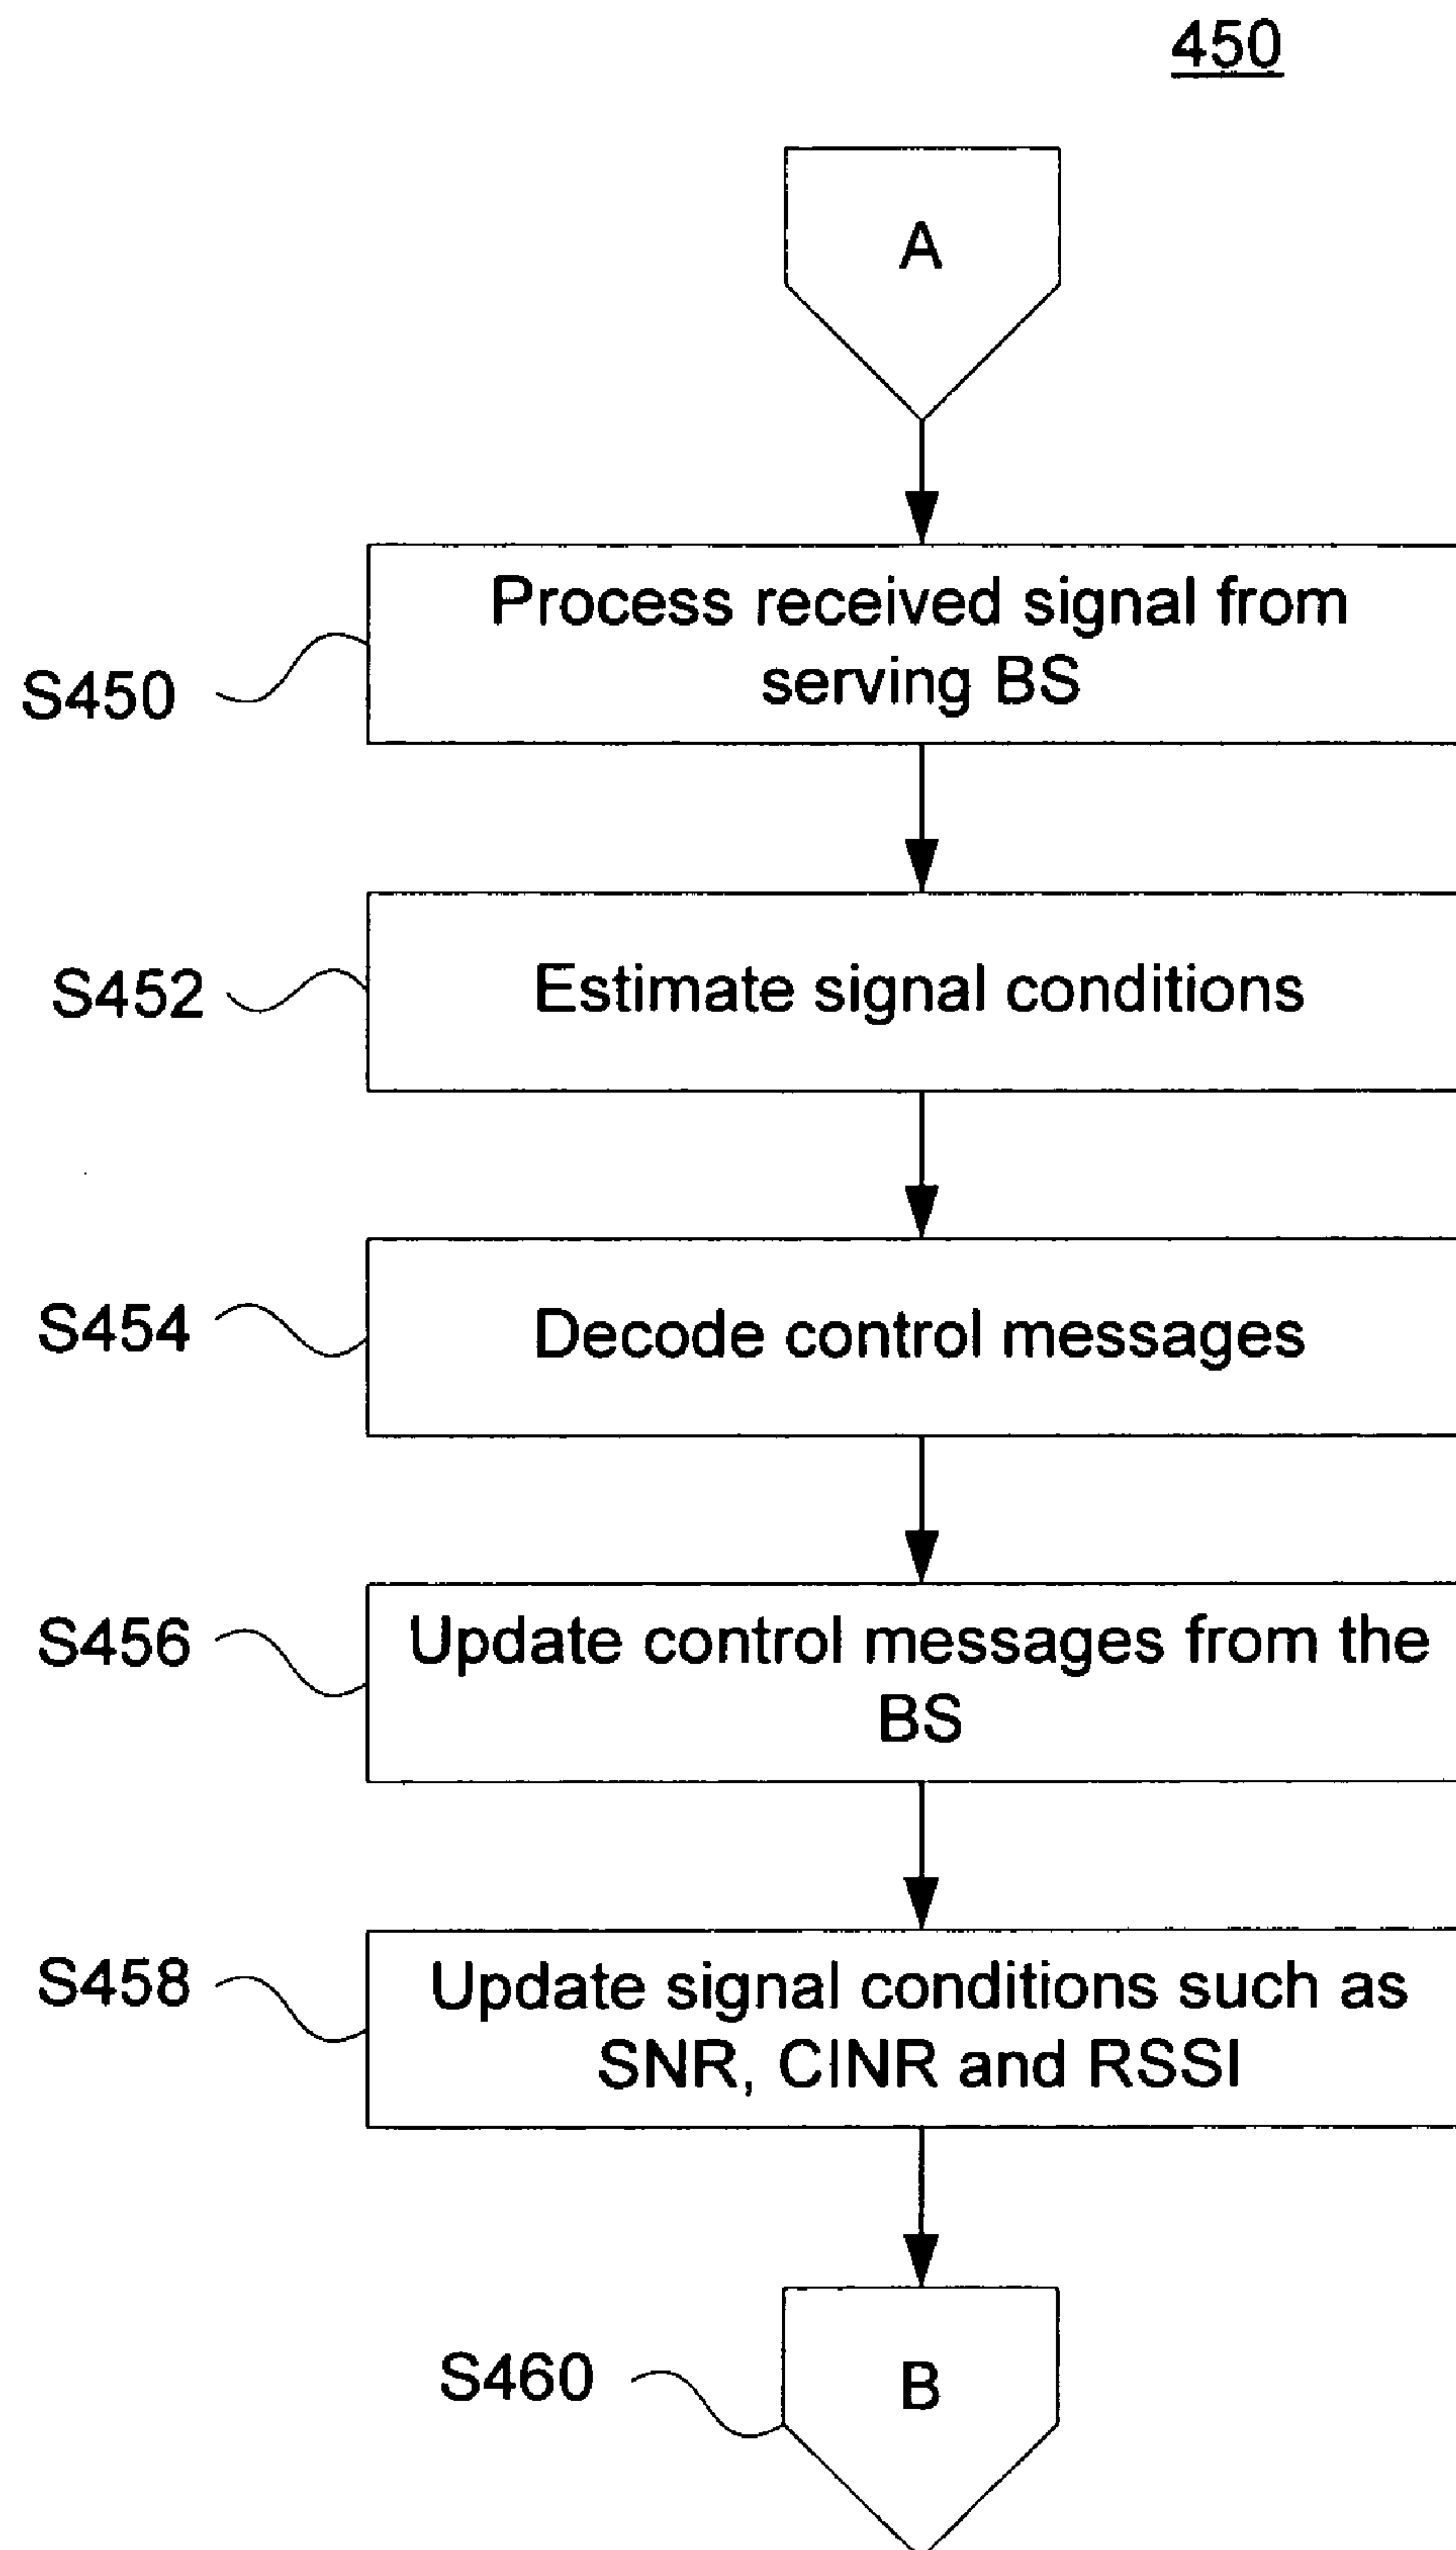 450
A
Process received signal from
serving BS
S450
Estimate signal conditions
S452
Decode control messages
S454
Update control messages from the
BS
S456
Update signal conditions such as
SNR, CINR and RSSI
S458
B
S460